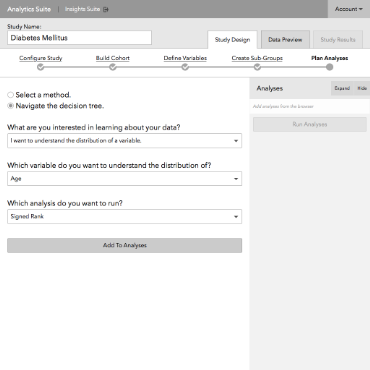 Analytics Suite | Insights Suite Account
Study Name:
Diabetes Mellitus
Study Design Data Preview Study Results
Configure Study Build Cohort Define Variables Create Sub-Groups Plan Analyses
Select a method.
Navigate the decision tree.
Analyses Expand Hide
Add analyses from the browser
Run Analyses
What are you interested in learning about your data?
I want to understand the distribution of a variable.
Which variable do you want to understand the distribution of?
Age
Which analysis do you want to run?
Signed Rank
Add To Analyses